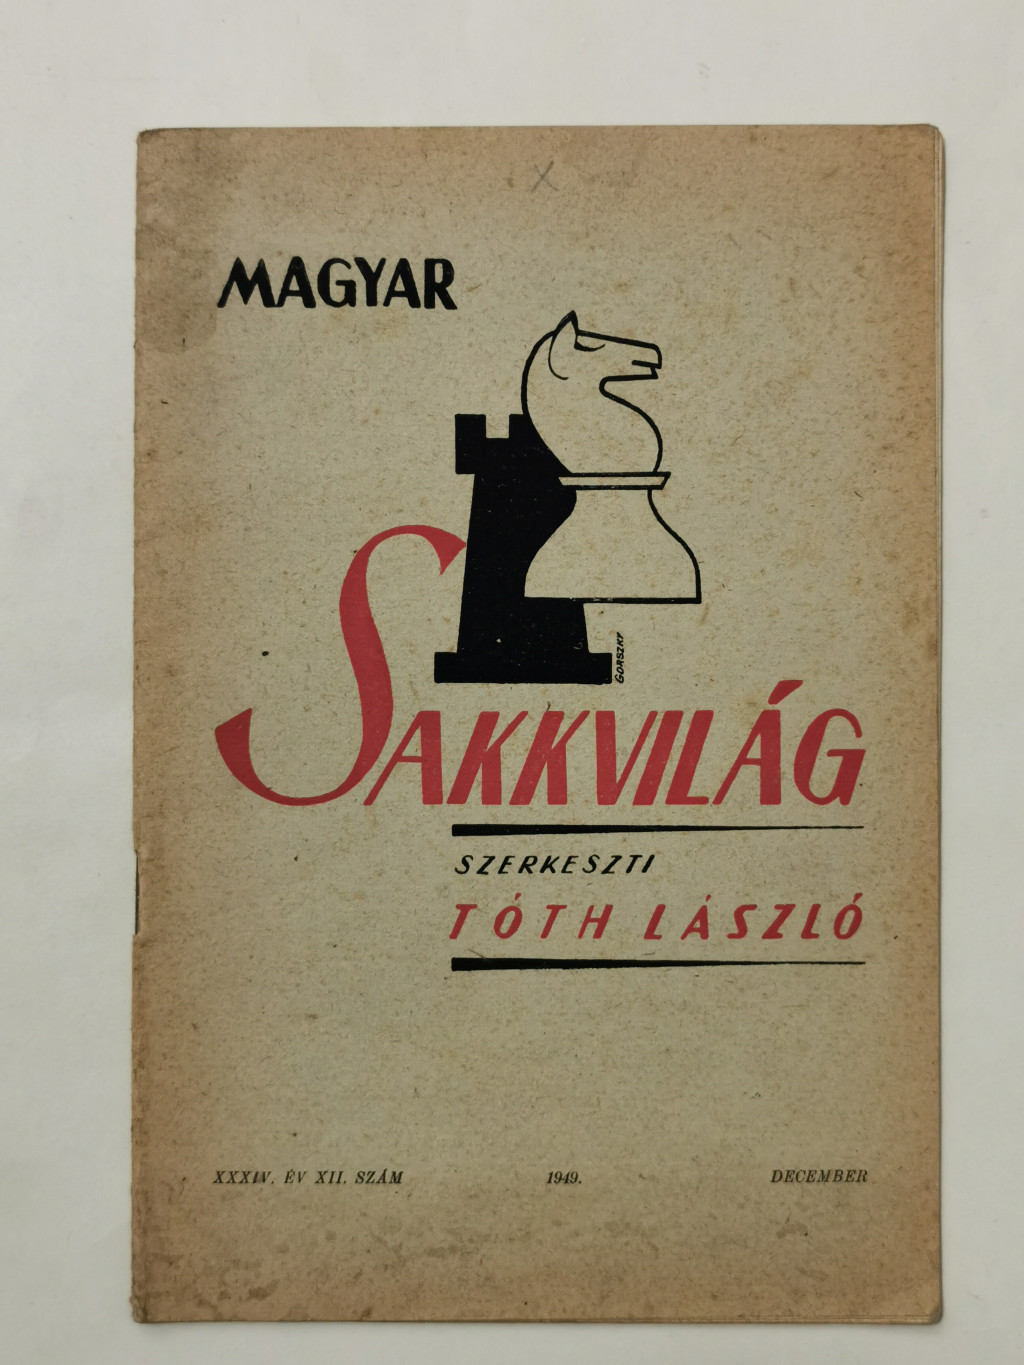 MAGYAR
GORSZKY
SAKKVILÁG
SZERKESZTI
TÓTH LÁSZLÓ
XXXIV. ÉV XII. SZÁM 1949. DECEMBER